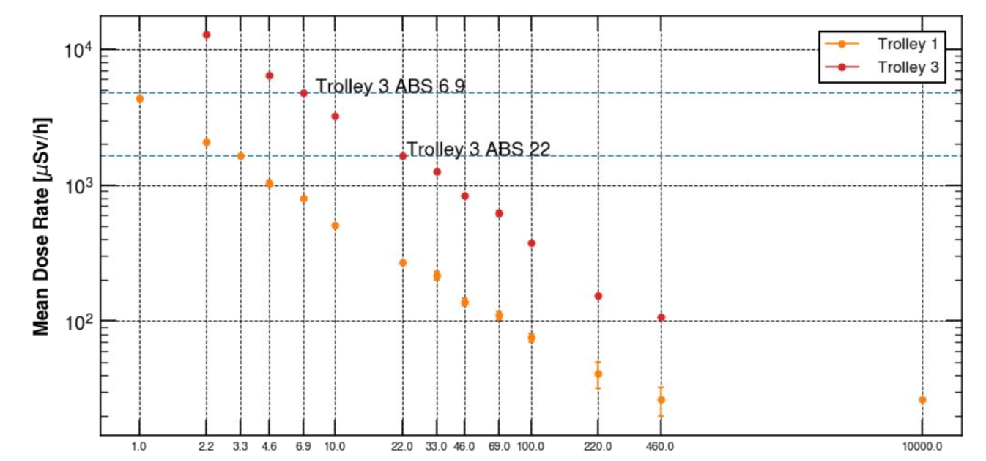 10⁴
10³
10²
Mean Dose Rate [μSv/h]
Trolley 1
Trolley 3
Trolley 3 ABS 6.9
Trolley 3 ABS 22
1.0 2.2 3.3 4.6 6.9 10.0 22.0 33.0 46.0 69.0 100.0 220.0 460.0 10000.0